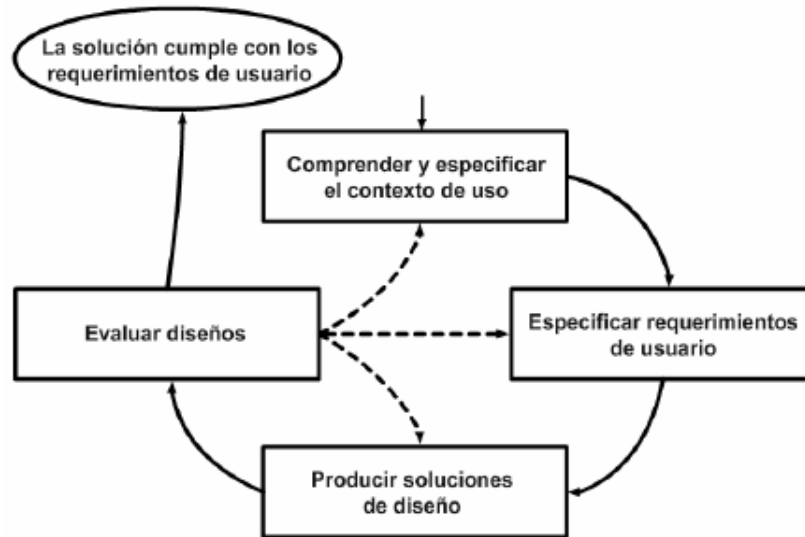 La solución cumple con los
requerimientos de usuario
Comprender y especificar
el contexto de uso
Evaluar diseños
Especificar requerimientos
de usuario
Producir soluciones
de diseño